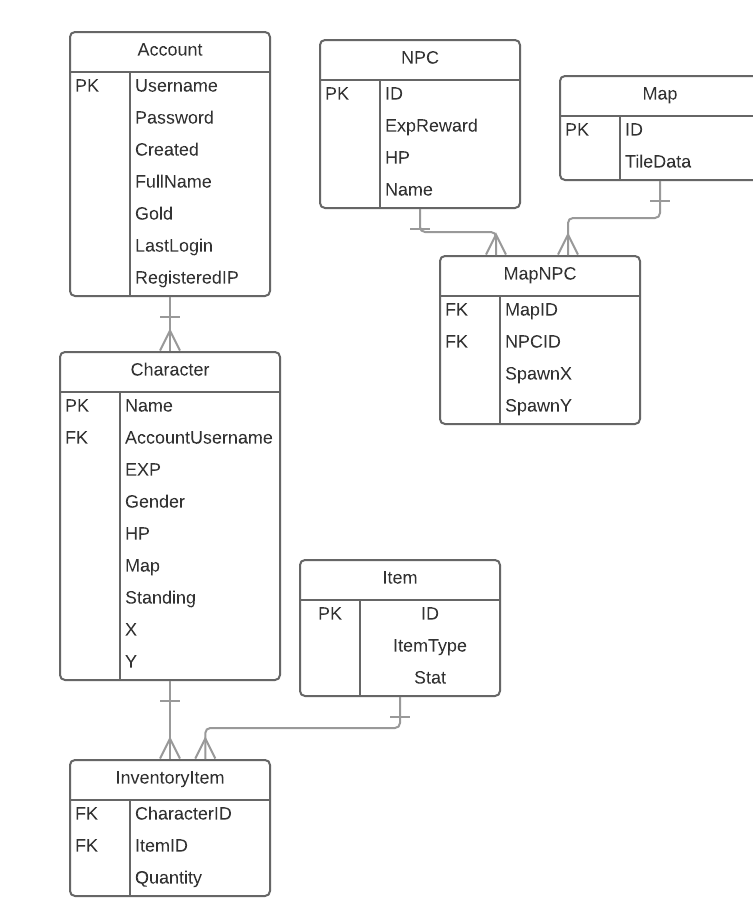 Account
PK Username
Password
Created
FullName
Gold
LastLogin
RegisteredIP
NPC
PK ID
ExpReward
HP
Name
Map
PK ID
TileData
MapNPC
FK MapID
FK NPCID
SpawnX
SpawnY
Character
PK Name
FK AccountUsername
EXP
Gender
HP
Map
Standing
X
Y
Item
PK ID
ItemType
Stat
InventoryItem
FK CharacterID
FK ItemID
Quantity